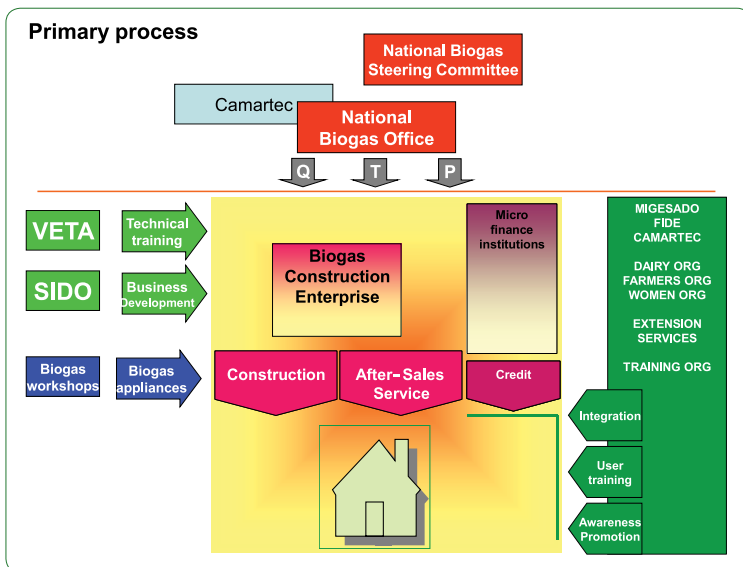 Primary process
National Biogas
Steering Committee
Camartec
National
Biogas Office
Q
T
P
VETA
Technical
training
SIDO
Business
Development
Biogas
workshops
Biogas
appliances
Biogas
Construction
Enterprise
Micro
finance
institutions
Construction
After-Sales
Service
Credit
MIGESADO
FIDE
CAMARTEC
DAIRY ORG
FARMERS ORG
WOMEN ORG
EXTENSION
SERVICES
TRAINING ORG
Integration
User
training
Awareness
Promotion